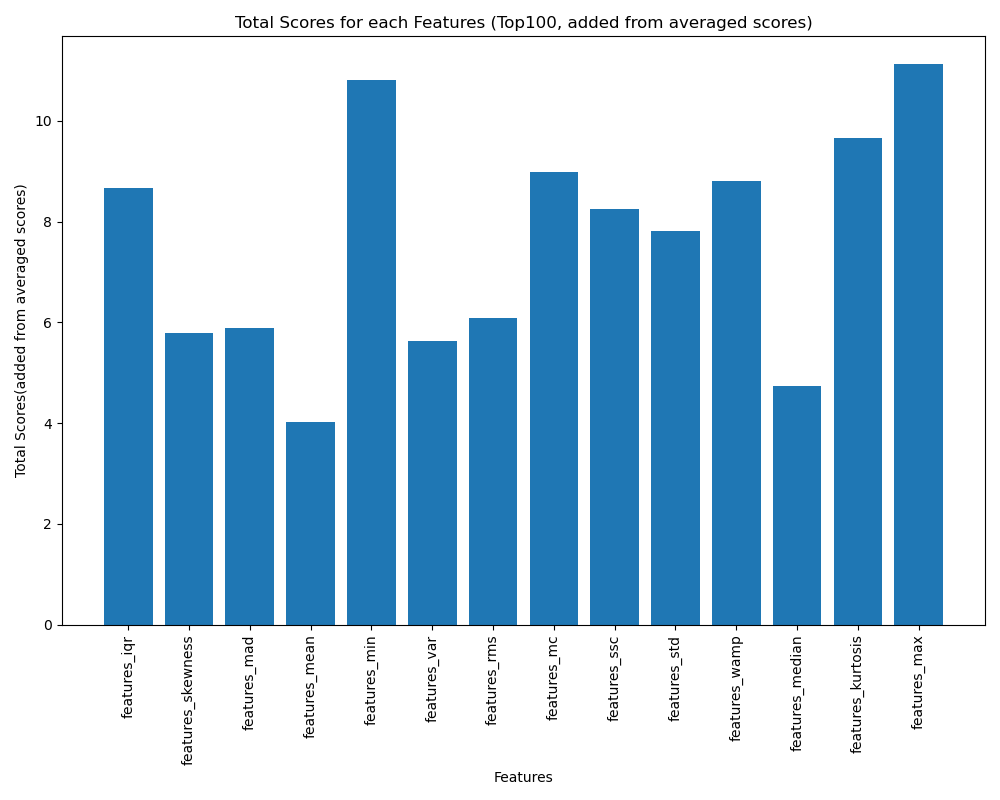 Total Scores for each Features (Top100, added from averaged scores)
Total Scores(added from averaged scores)
10
8
6
4
2
0
features_iqr
features_skewness
features_mad
features_mean
features_min
features_var
features_rms
features_mc
features_ssc
features_std
features_wamp
features_median
features_kurtosis
features_max
Features